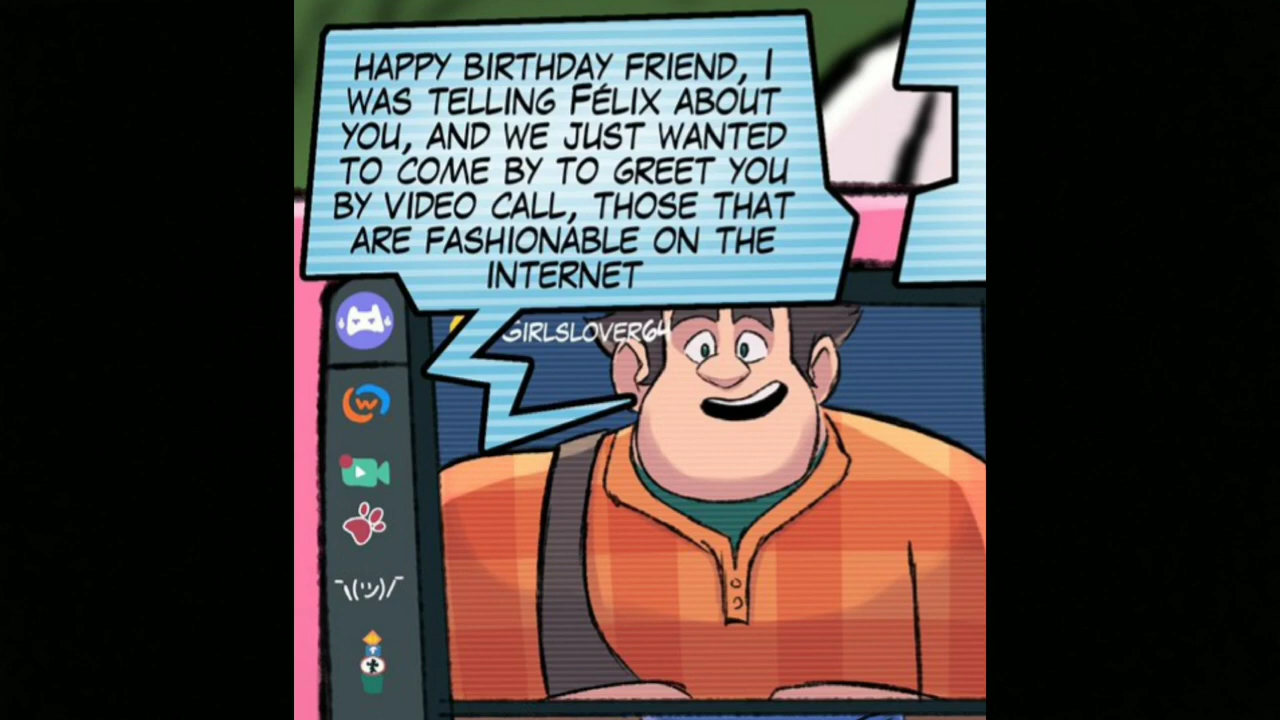 HAPPY BIRTHDAY FRIEND, I
WAS TELLING FÉLIX ABOUT
YOU, AND WE JUST WANTED
TO COME BY TO GREET YOU
BY VIDEO CALL, THOSE THAT
ARE FASHIONABLE ON THE
INTERNET
GIRLSLOVER64
W
¯\(ツ)/¯